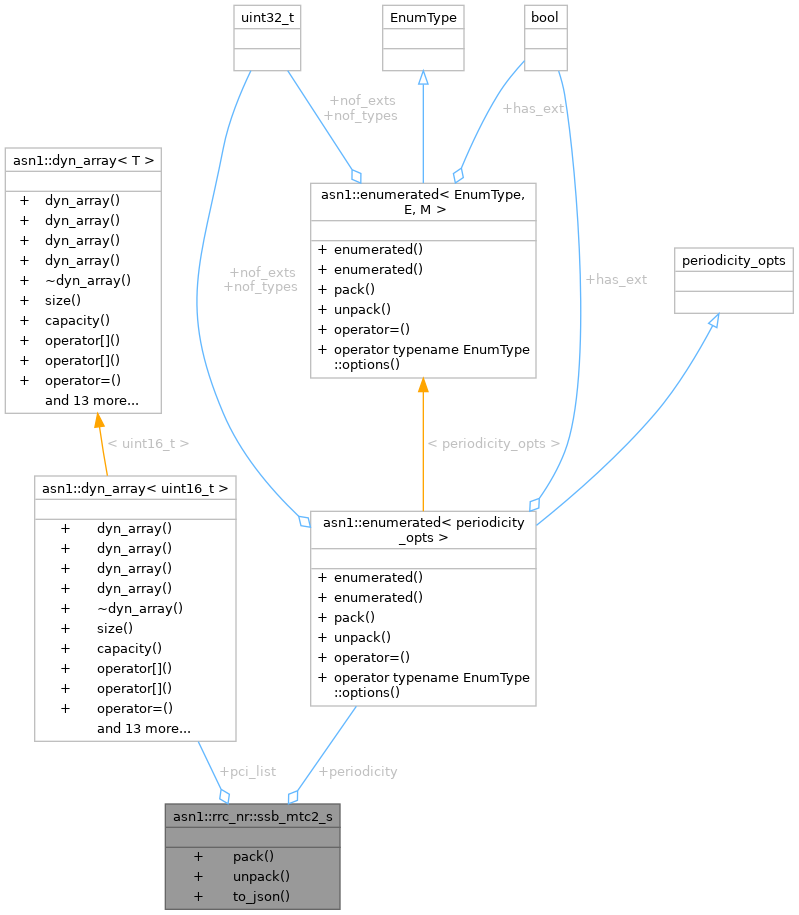 uint32_t
EnumType
bool
+nof_exts
+nof_types
+has_ext
asn1::dyn_array< T >
+ dyn_array()
+ dyn_array()
+ dyn_array()
+ dyn_array()
+ ~dyn_array()
+ size()
+ capacity()
+ operator[]()
+ operator[]()
+ operator=()
and 13 more...
asn1::enumerated< EnumType,
E, M >
+ enumerated()
+ enumerated()
+ pack()
+ unpack()
+ operator=()
+ operator typename EnumType
::options()
periodicity_opts
+nof_exts
+nof_types
+has_ext
< uint16_t >
< periodicity_opts >
asn1::dyn_array< uint16_t >
+ dyn_array()
+ dyn_array()
+ dyn_array()
+ dyn_array()
+ ~dyn_array()
+ size()
+ capacity()
+ operator[]()
+ operator[]()
+ operator=()
and 13 more...
asn1::enumerated< periodicity
_opts >
+ enumerated()
+ enumerated()
+ pack()
+ unpack()
+ operator=()
+ operator typename EnumType
::options()
+pci_list
+periodicity
asn1::rrc_nr::ssb_mtc2_s
+ pack()
+ unpack()
+ to_json()